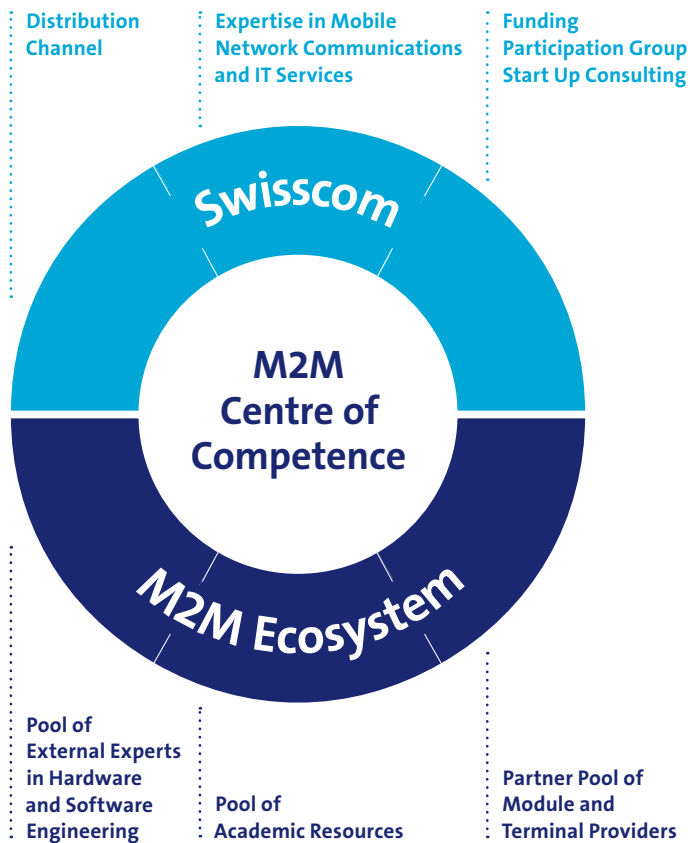 Distribution
Channel
Expertise in Mobile
Network Communications
and IT Services
Funding
Participation Group
Start Up Consulting
Swisscom
M2M
Centre of
Competence
M2M Ecosystem
Pool of
External Experts
in Hardware
and Software
Engineering
Pool of
Academic Resources
Partner Pool of
Module and
Terminal Providers